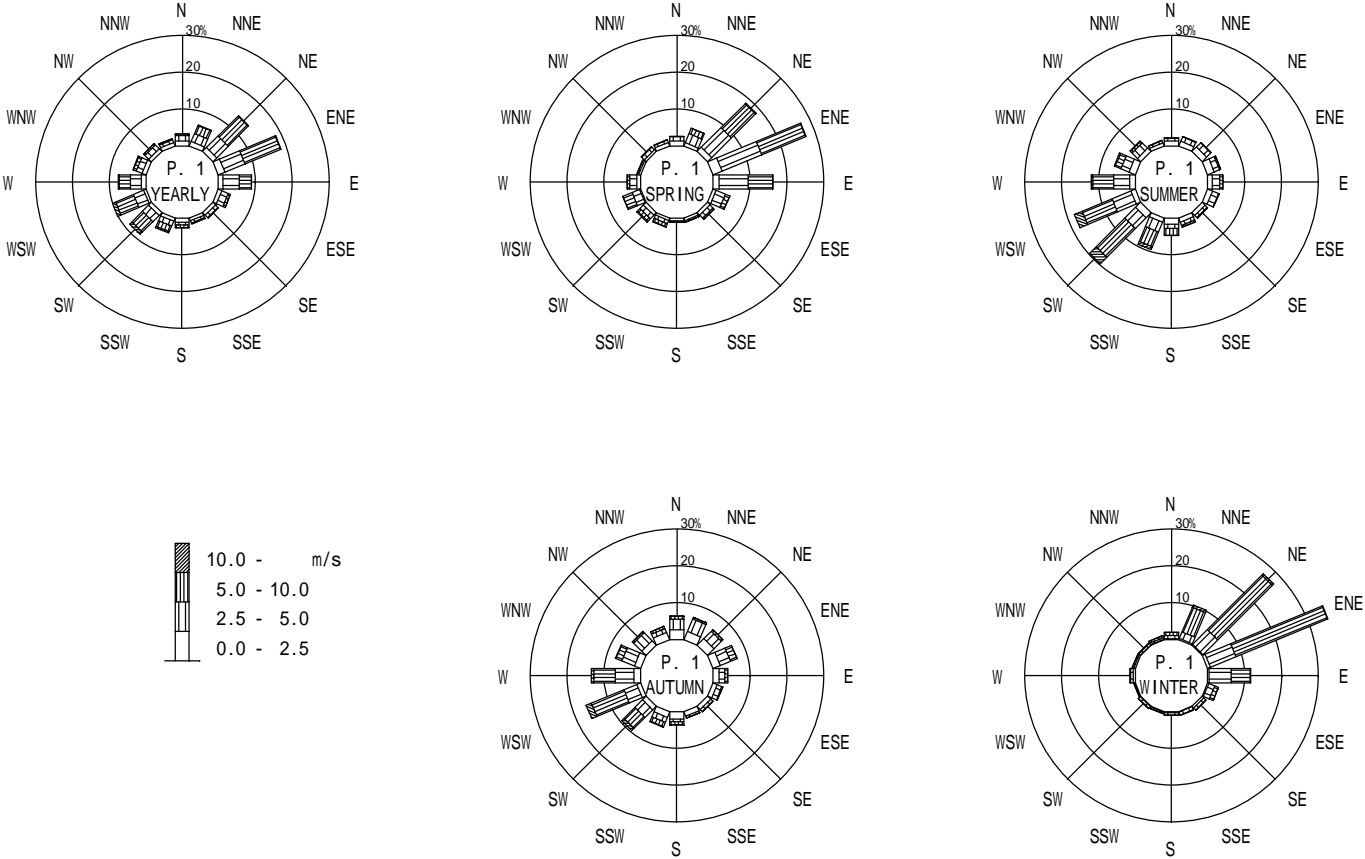 N
NNW NNE
30%
NW NE
20
WNW ENE
10
P. 1
W E
YEARLY
WSW ESE
SW SE
SSW SSE
S
N
NNW NNE
30%
NW NE
20
WNW ENE
10
P. 1
W E
SPRING
WSW ESE
SW SE
SSW SSE
S
N
NNW NNE
30%
NW NE
20
WNW ENE
10
P. 1
W E
SUMMER
WSW ESE
SW SE
SSW SSE
S
10.0 - m/s
5.0 - 10.0
2.5 - 5.0
0.0 - 2.5
N
NNW NNE
30%
NW NE
20
WNW ENE
10
P. 1
W E
AUTUMN
WSW ESE
SW SE
SSW SSE
S
N
NNW NNE
30%
NW NE
20
WNW ENE
10
P. 1
W E
WINTER
WSW ESE
SW SE
SSW SSE
S